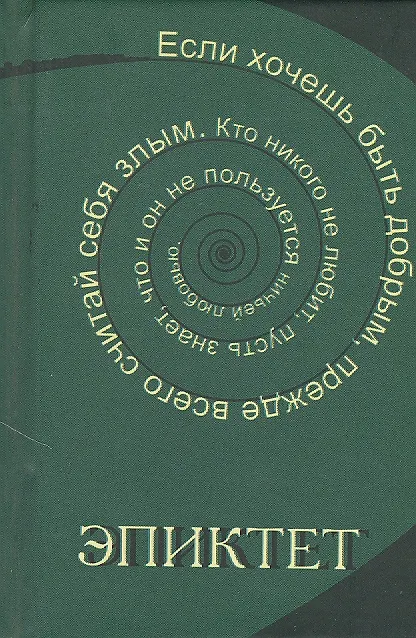 Если хочешь быть добрым, прежде всего считай себя злым. Кто никого не любит, пусть знает, что и он не пользуется ничьей любовью.
ЭПИКТЕТ